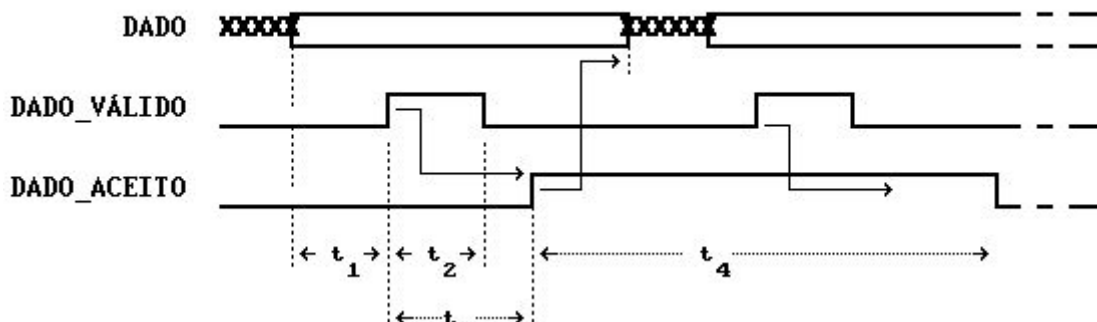 DADO
DADO_VÁLIDO
DADO_ACEITO
t1 t2 t4
t